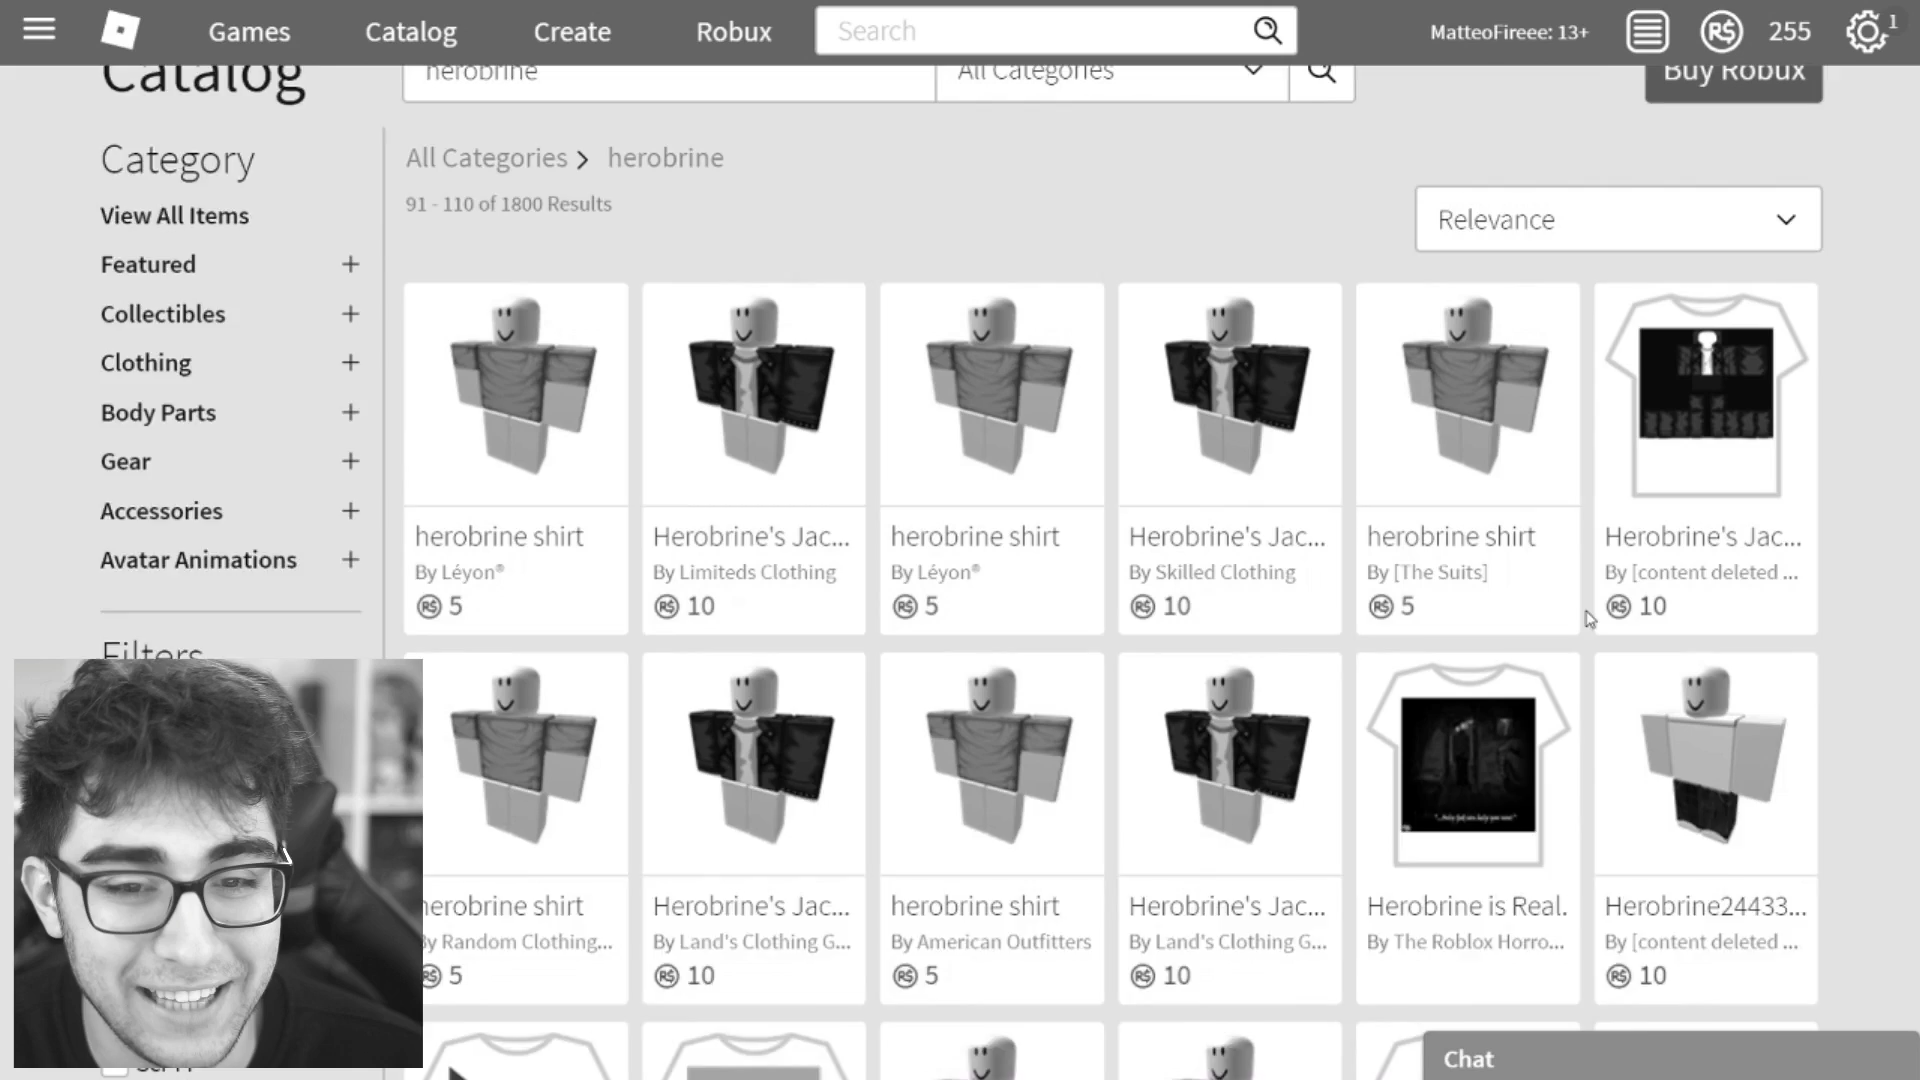 Games
Catalog
Create
Robux
Search
MatteoFireee: 13+
255
1
Catalog
herobrine
All Categories
Buy Robux
Category
All Categories > herobrine
91 - 110 of 1800 Results
View All Items
Relevance
Featured +
Collectibles +
Clothing +
Body Parts +
Gear +
Accessories +
Avatar Animations +
Filters
herobrine shirt
By Léyon®
R$ 5
Herobrine's Jac...
By Limiteds Clothing
R$ 10
herobrine shirt
By Léyon®
R$ 5
Herobrine's Jac...
By Skilled Clothing
R$ 10
herobrine shirt
By [The Suits]
R$ 5
Herobrine's Jac...
By [content deleted ...
R$ 10
herobrine shirt
By Random Clothing...
R$ 5
Herobrine's Jac...
By Land's Clothing G...
R$ 10
herobrine shirt
By American Outfitters
R$ 5
Herobrine's Jac...
By Land's Clothing G...
R$ 10
Herobrine is Real.
By The Roblox Horro...
Herobrine24433...
By [content deleted ...
R$ 10
Chat